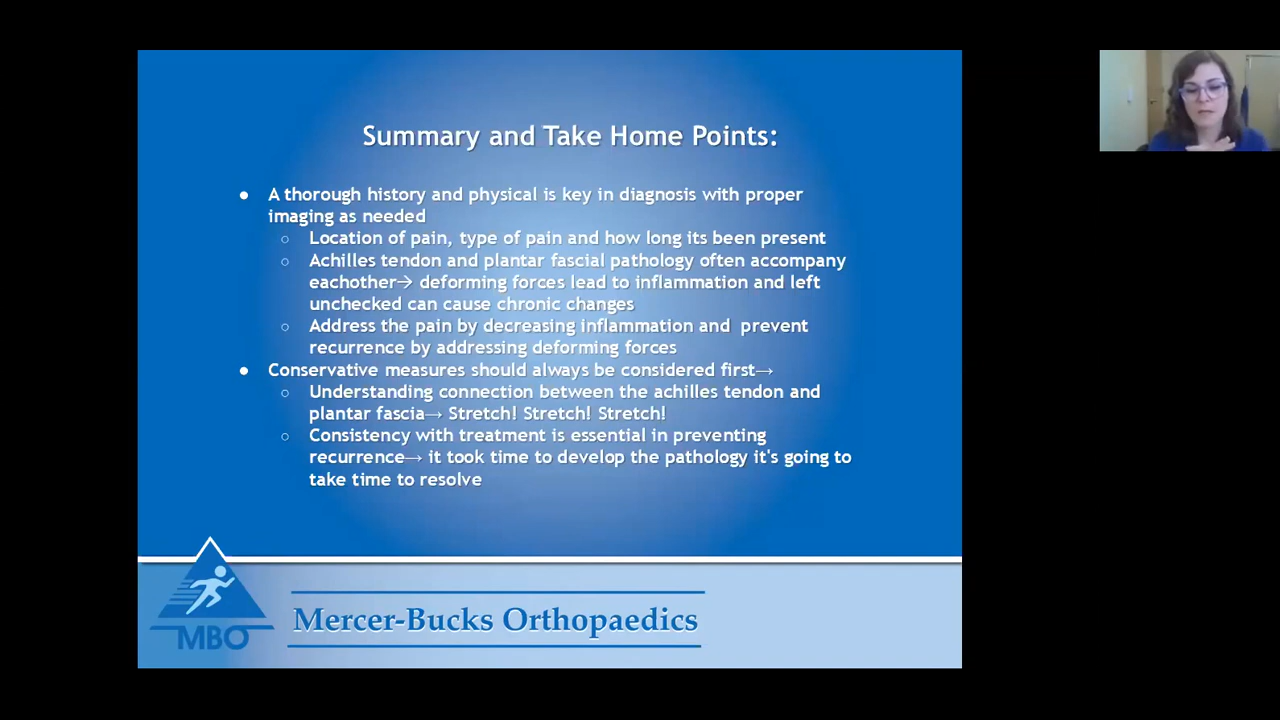 Summary and Take Home Points:
● A thorough history and physical is key in diagnosis with proper
imaging as needed
○ Location of pain, type of pain and how long its been present
○ Achilles tendon and plantar fascial pathology often accompany
eachother→ deforming forces lead to inflammation and left
unchecked can cause chronic changes
○ Address the pain by decreasing inflammation and  prevent
recurrence by addressing deforming forces
● Conservative measures should always be considered first→
○ Understanding connection between the achilles tendon and
plantar fascia→ Stretch! Stretch! Stretch!
○ Consistency with treatment is essential in preventing
recurrence→ it took time to develop the pathology it's going to
take time to resolve
MBO
Mercer-Bucks Orthopaedics